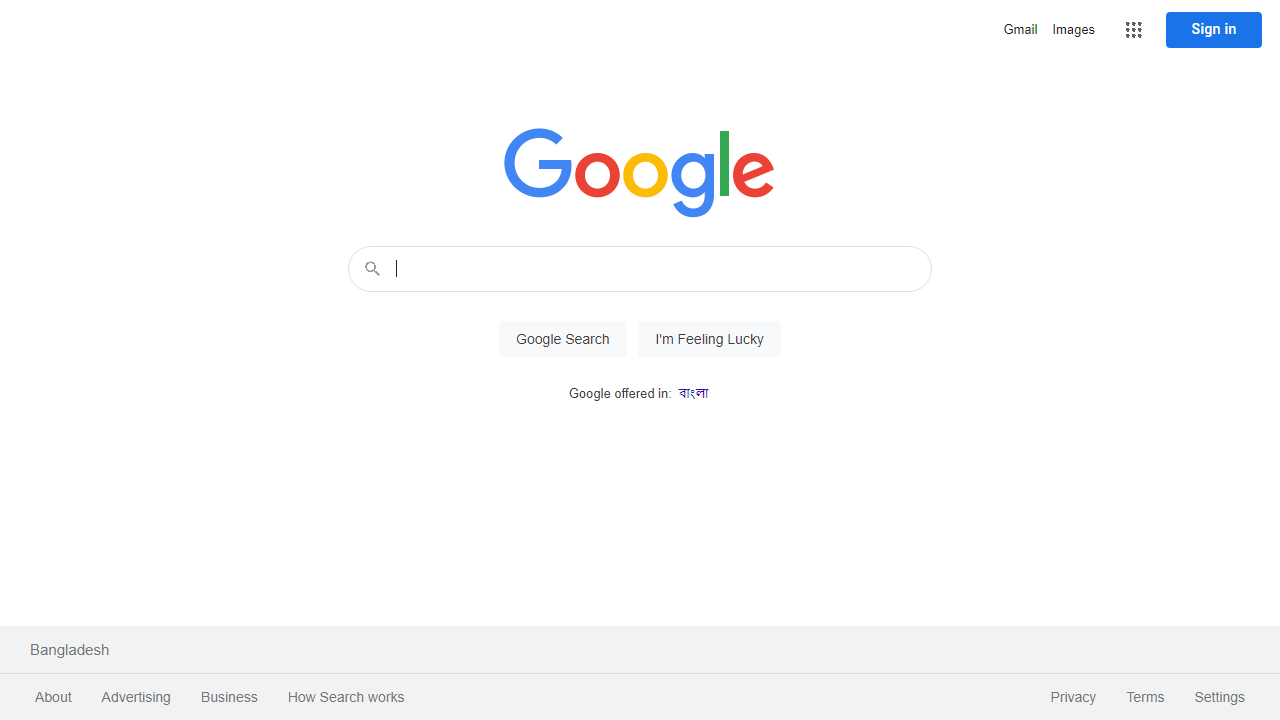 Gmail Images Sign in
Google
Google Search I'm Feeling Lucky
Google offered in: বাংলা
Bangladesh
About Advertising Business How Search works Privacy Terms Settings